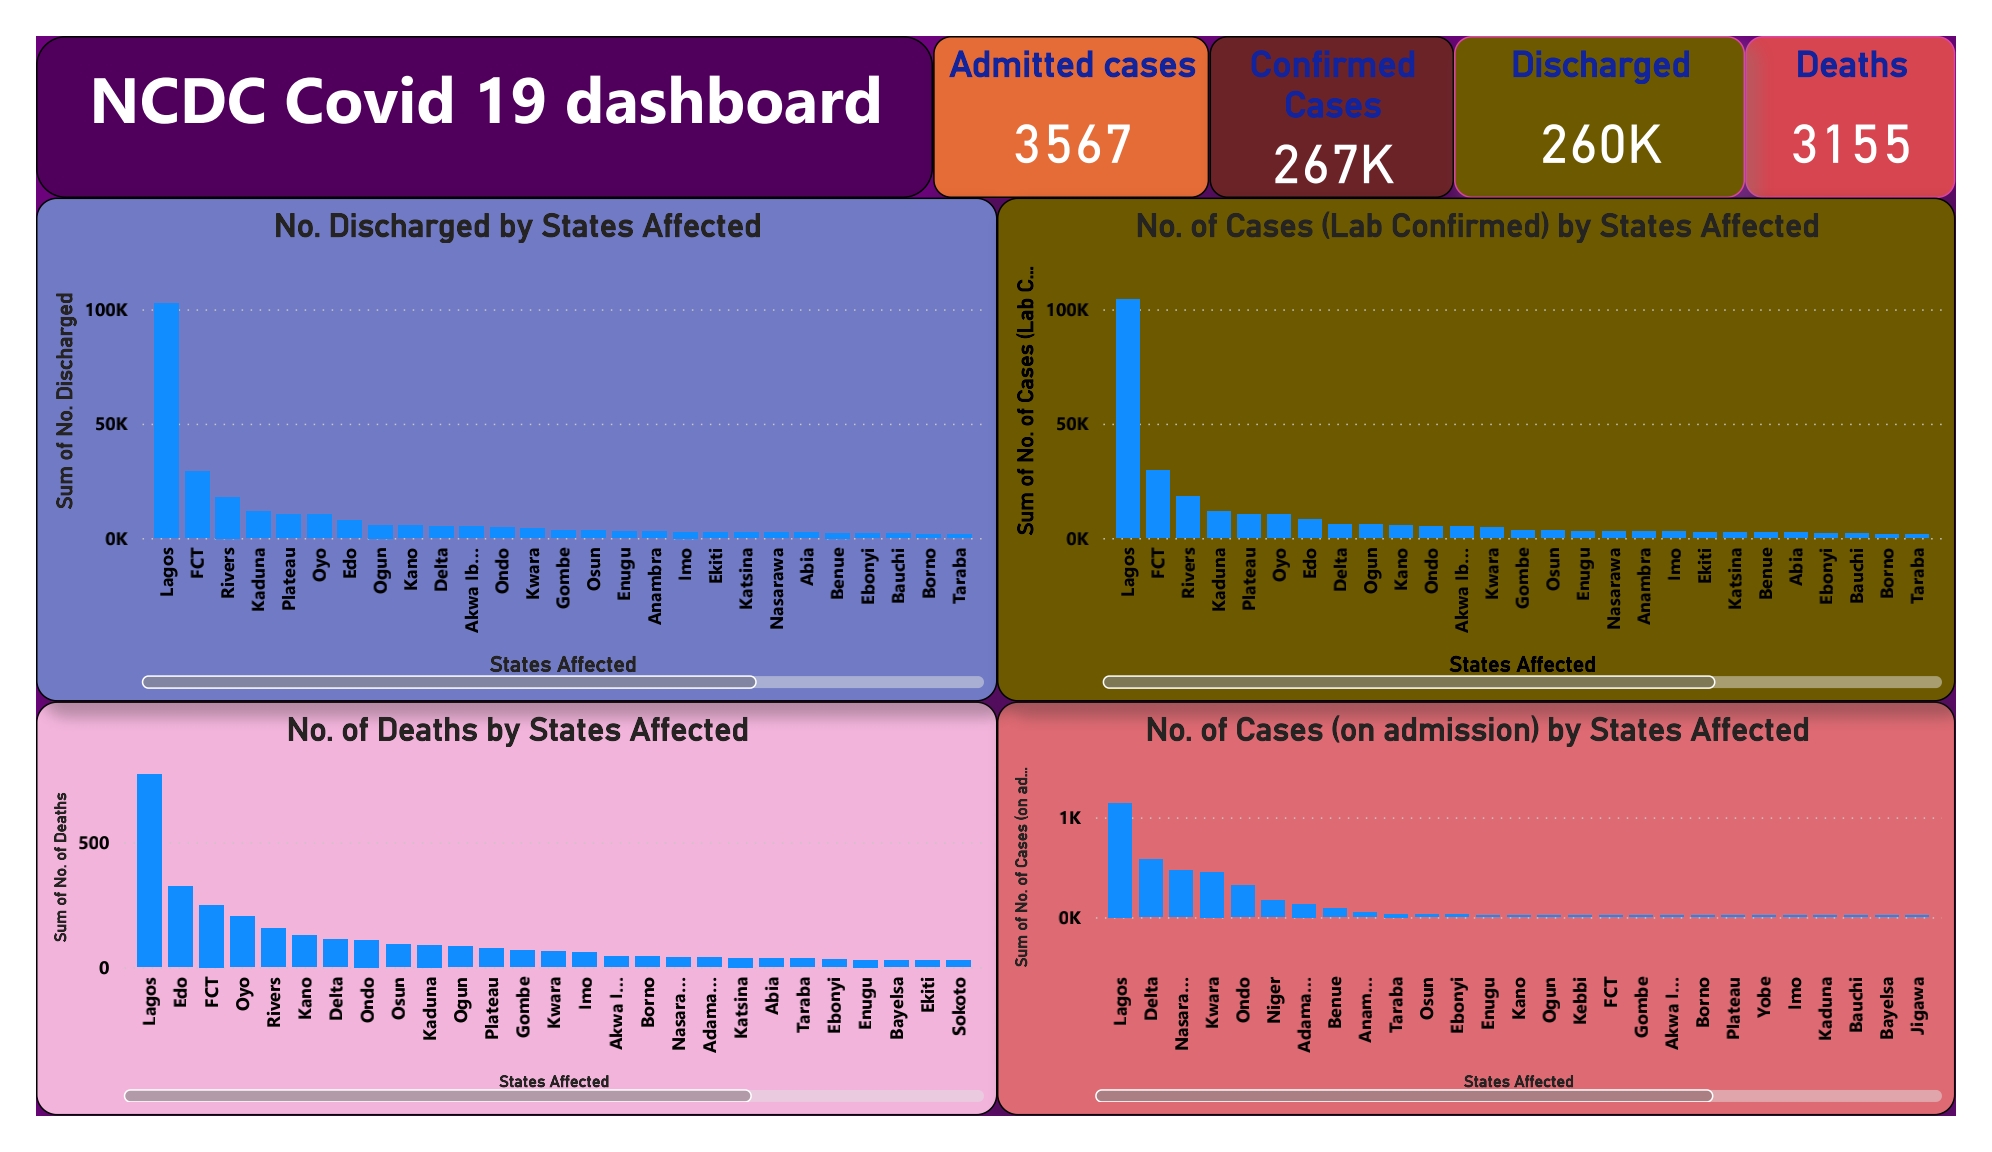 NCDC Covid 19 dashboard
Admitted cases
3567
Confirmed
Cases
267K
Discharged
260K
Deaths
3155
No. Discharged by States Affected
Sum of No. Discharged
100K
50K
0K
Lagos
FCT
Rivers
Kaduna
Plateau
Oyo
Edo
Ogun
Kano
Delta
Akwa Ib...
Ondo
Kwara
Gombe
Osun
Enugu
Anambra
Imo
Ekiti
Katsina
Nasarawa
Abia
Benue
Ebonyi
Bauchi
Borno
Taraba
States Affected
No. of Cases (Lab Confirmed) by States Affected
Sum of No. of Cases (Lab C...
100K
50K
0K
Lagos
FCT
Rivers
Kaduna
Plateau
Oyo
Edo
Delta
Ogun
Kano
Ondo
Akwa Ib...
Kwara
Gombe
Osun
Enugu
Nasarawa
Anambra
Imo
Ekiti
Katsina
Benue
Abia
Ebonyi
Bauchi
Borno
Taraba
States Affected
No. of Deaths by States Affected
Sum of No. of Deaths
500
0
Lagos
Edo
FCT
Oyo
Rivers
Kano
Delta
Ondo
Osun
Kaduna
Ogun
Plateau
Gombe
Kwara
Imo
Akwa I...
Borno
Nasara...
Adama...
Katsina
Abia
Taraba
Ebonyi
Enugu
Bayelsa
Ekiti
Sokoto
States Affected
No. of Cases (on admission) by States Affected
Sum of No. of Cases (on ad...
1K
0K
Lagos
Delta
Nasara...
Kwara
Ondo
Niger
Adama...
Benue
Anam...
Taraba
Osun
Ebonyi
Enugu
Kano
Ogun
Kebbi
FCT
Gombe
Akwa I...
Borno
Plateau
Yobe
Imo
Kaduna
Bauchi
Bayelsa
Jigawa
States Affected